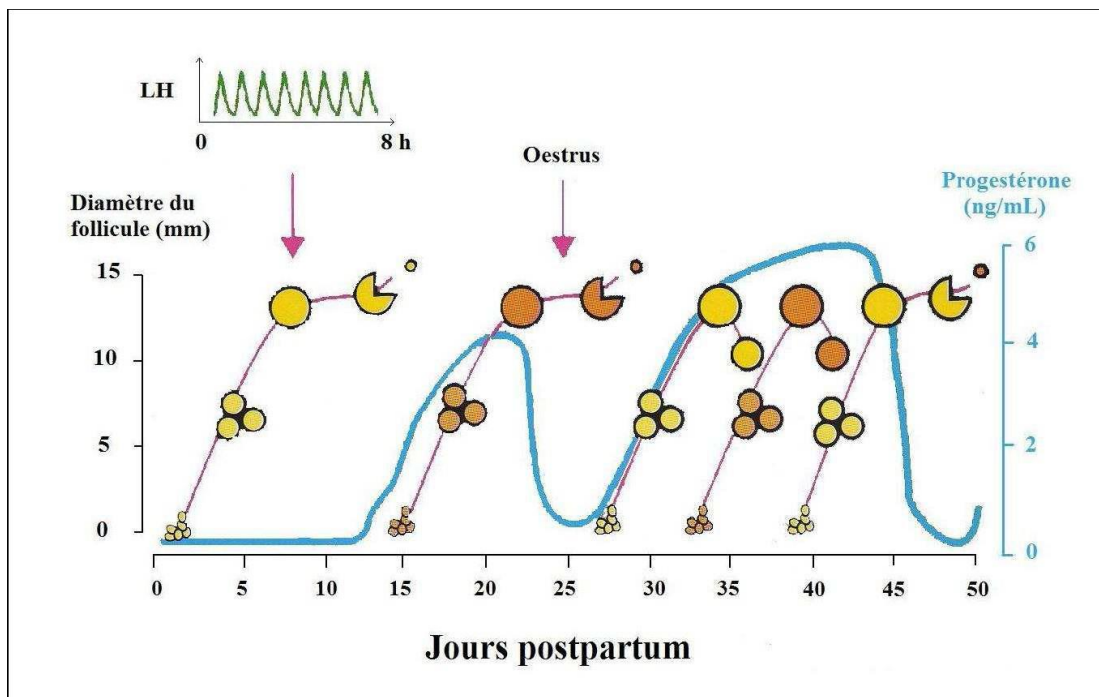 LH
0
8 h
Oestrus
Progestérone
(ng/mL)
Diamètre du
follicule (mm)
15
10
5
0
6
4
2
0
0
5
10
15
20
25
30
35
40
45
50
Jours postpartum